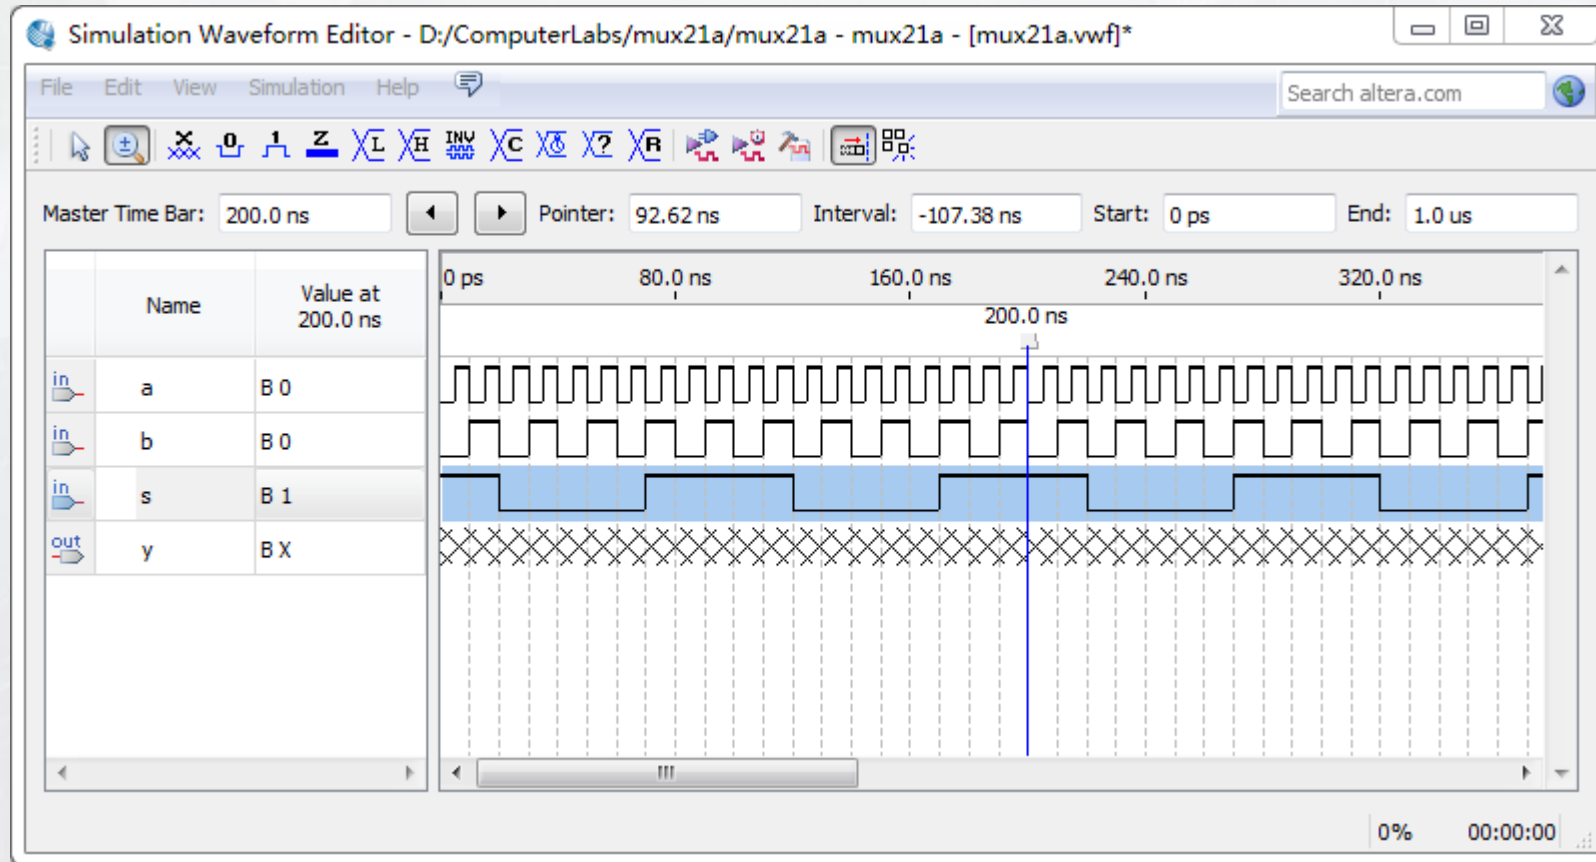 Simulation Waveform Editor - D:/ComputerLabs/mux21a/mux21a - mux21a - [mux21a.vwf]*
File Edit View Simulation Help Search altera.com
X 0 1 Z L H INV C ? R
Master Time Bar: 200.0 ns Pointer: 92.62 ns Interval: -107.38 ns Start: 0 ps End: 1.0 us
Name Value at 200.0 ns 0 ps 80.0 ns 160.0 ns 240.0 ns 320.0 ns
200.0 ns
in a B 0
in b B 0
in s B 1
out y B X
0% 00:00:00